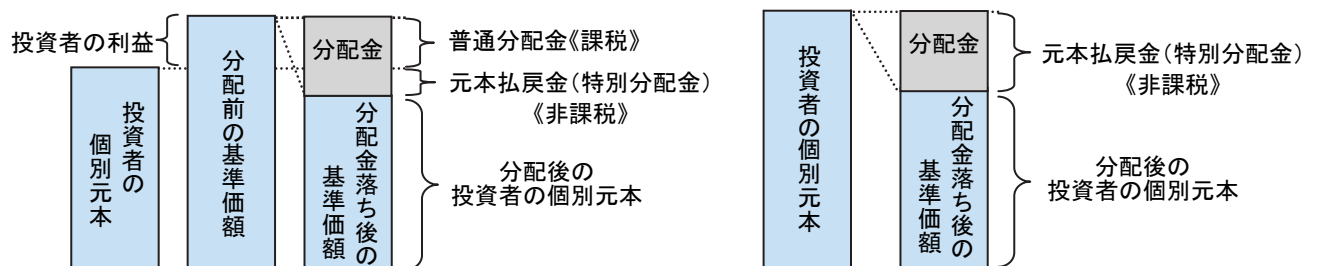 投資者の利益
投資者の
個別元本
分配前の基準価額
分配金
分配金落ち後の
基準価額
普通分配金《課税》
元本払戻金(特別分配金)
《非課税》
分配後の
投資者の個別元本
投資者の個別元本
分配金
分配金落ち後の
基準価額
元本払戻金(特別分配金)
《非課税》
分配後の
投資者の個別元本